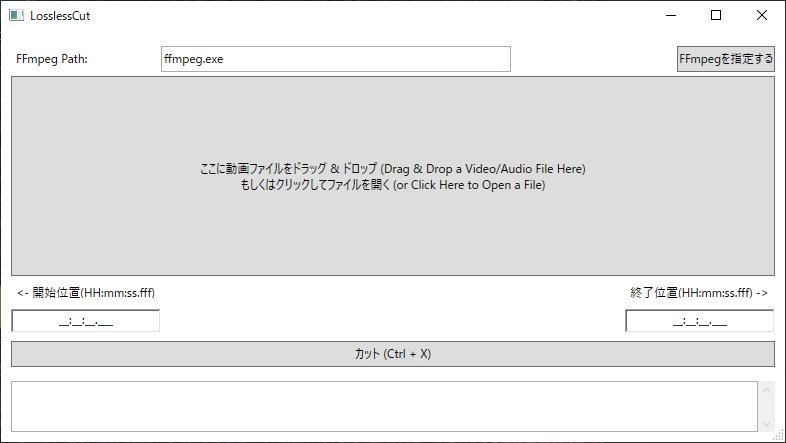 LosslessCut
FFmpeg Path:
ffmpeg.exe
FFmpegを指定する
ここに動画ファイルをドラッグ & ドロップ (Drag & Drop a Video/Audio File Here)
もしくはクリックしてファイルを開く (or Click Here to Open a File)
<- 開始位置(HH:mm:ss.fff)
終了位置(HH:mm:ss.fff) ->
__:__:__.___
__:__:__.___
カット (Ctrl + X)